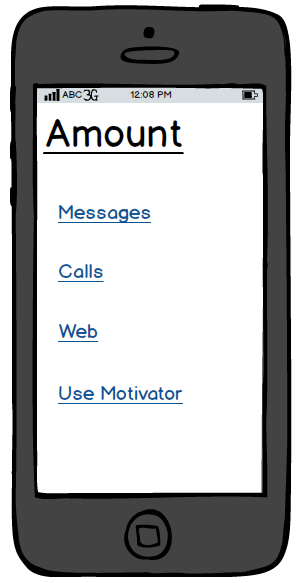 ABC 3G 12:08 PM
Amount
Messages
Calls
Web
Use Motivator